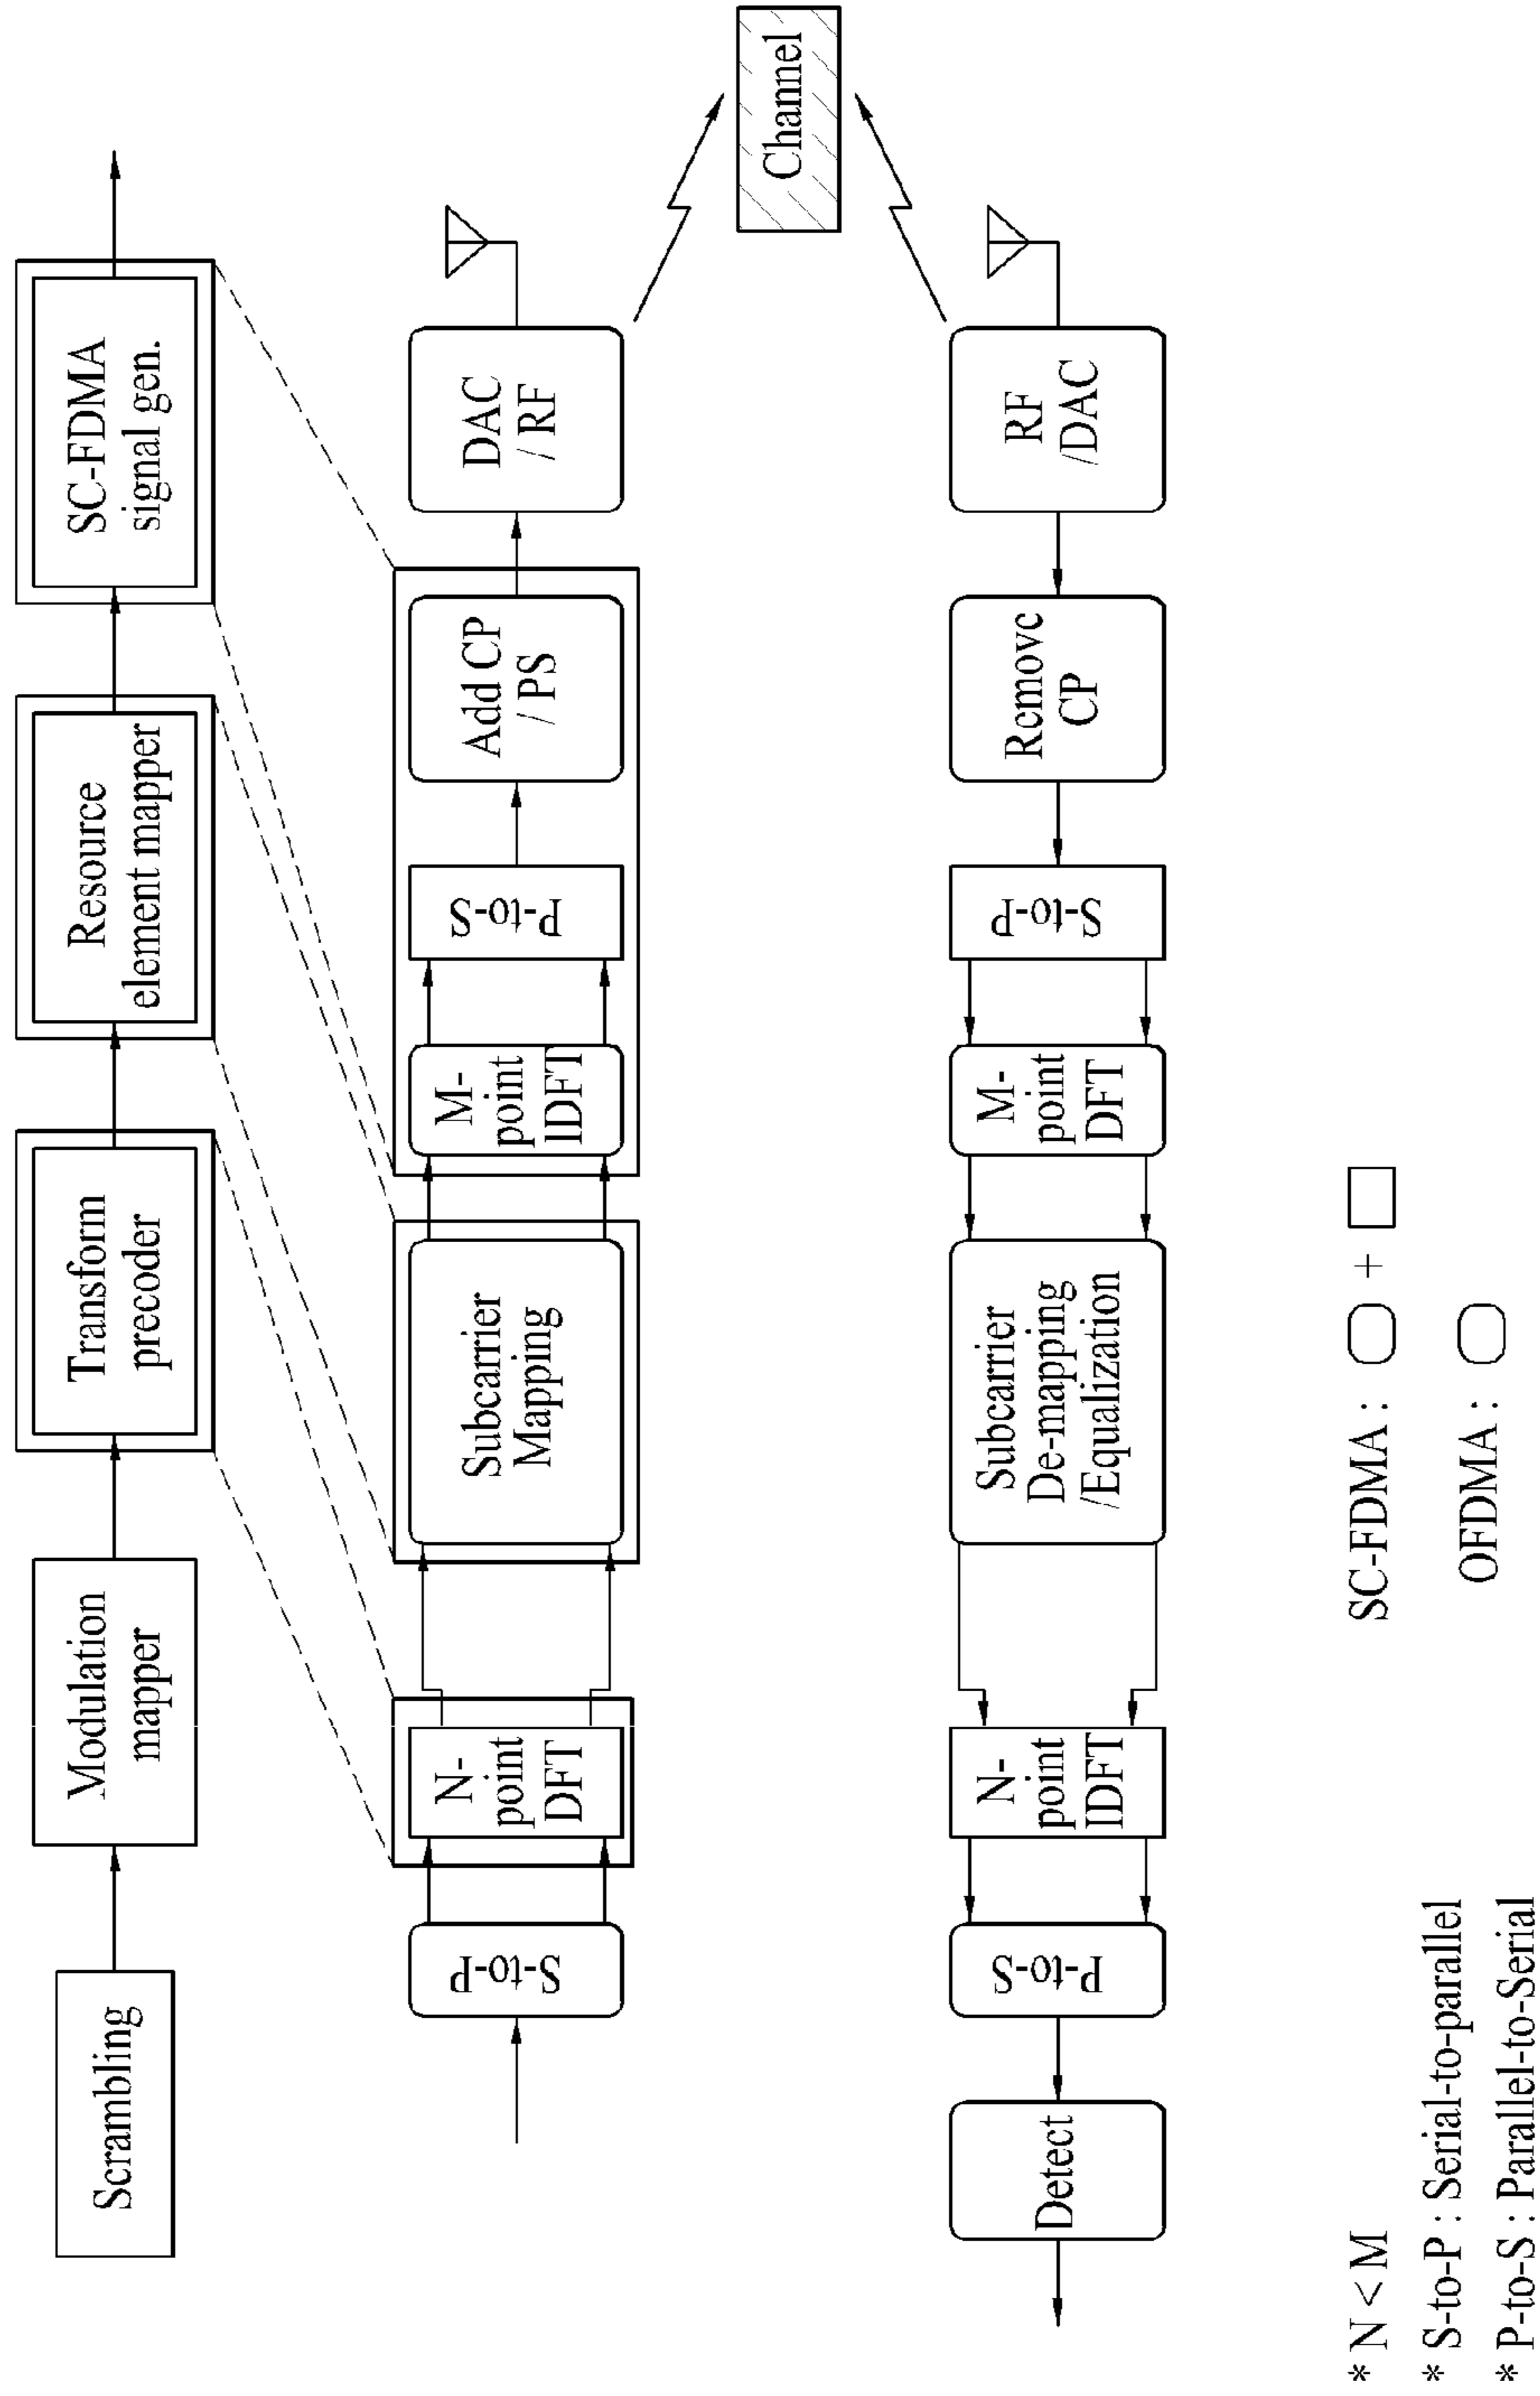 Scrambling
Modulation
mapper
Transform
precoder
Resource
element mapper
SC-FDMA
signal gen.
S-to-P
N-
point
DFT
Subcarrier
Mapping
M-
point
IDFT
P-to-S
Add CP
/ PS
DAC
/ RF
Channel
Detect
P-to-S
N-
point
IDFT
Subcarrier
De-mapping
/Equalization
M-
point
DFT
S-to-P
Removc
CP
RF
/DAC
SC-FDMA : +
OFDMA :
* N < M
* S-to-P : Serial-to-parallel
* P-to-S : Parallel-to-Serial